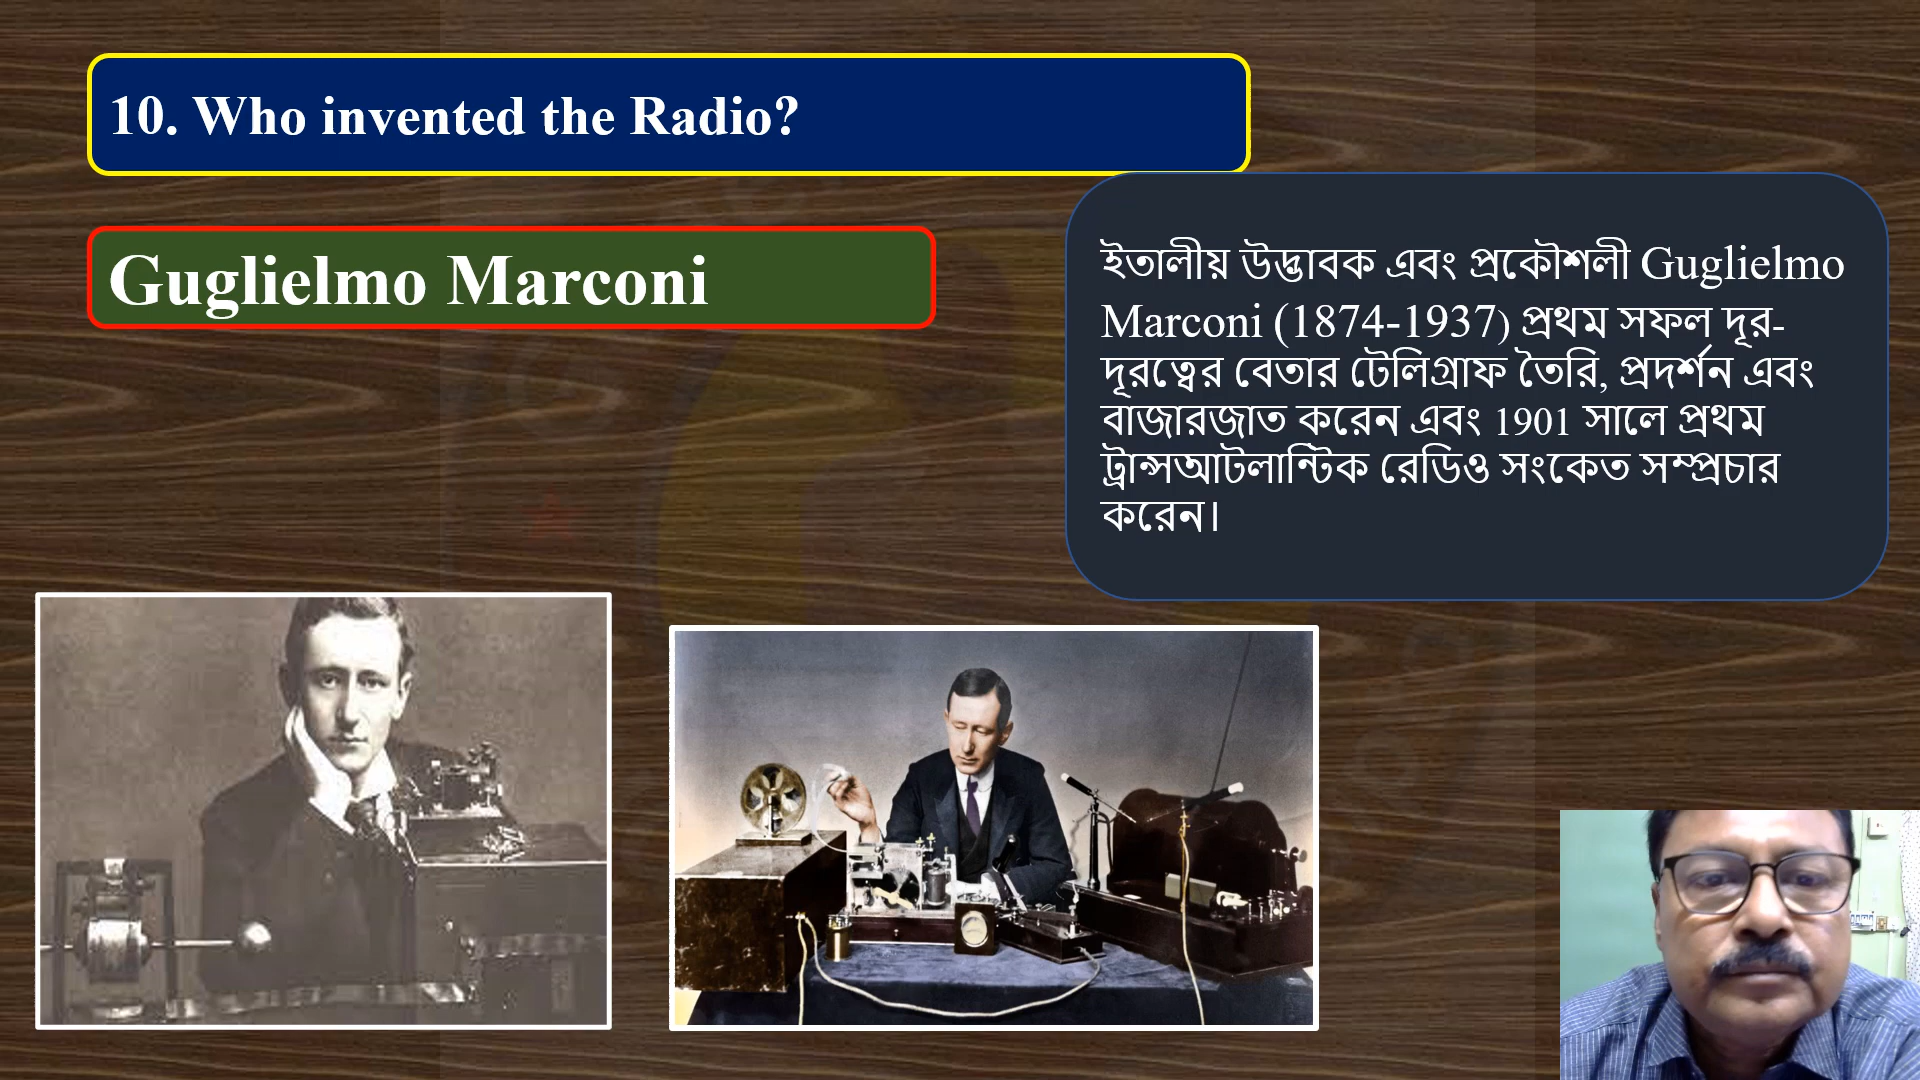 10. Who invented the Radio?
Guglielmo Marconi
ইতালীয় উদ্ভাবক এবং প্রকৌশলী Guglielmo
Marconi (1874-1937) প্রথম সফল দূর-
দূরত্বের বেতার টেলিগ্রাফ তৈরি, প্রদর্শন এবং
বাজারজাত করেন এবং 1901 সালে প্রথম
ট্রান্সআটলান্টিক রেডিও সংকেত সম্প্রচার
করেন।